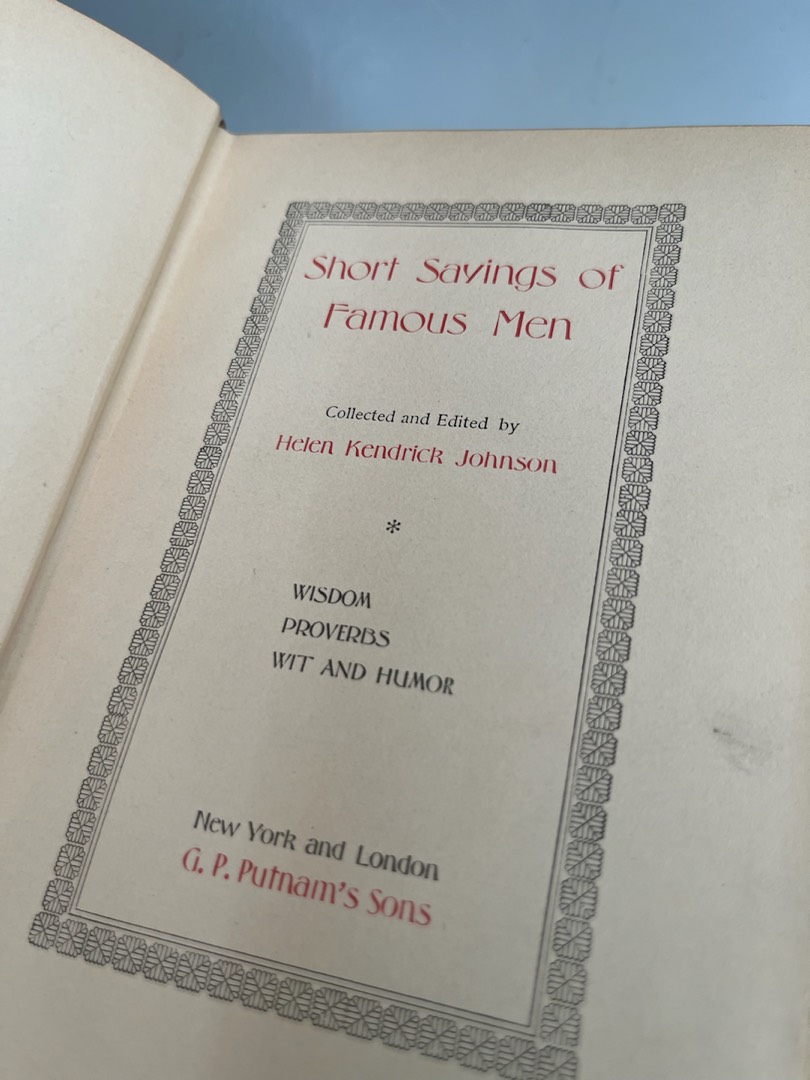 Short Sayings of
Famous Men
Collected and Edited by
Helen Kendrick Johnson
*
WISDOM
PROVERBS
WIT AND HUMOR
New York and London
G. P. Putnam's Sons